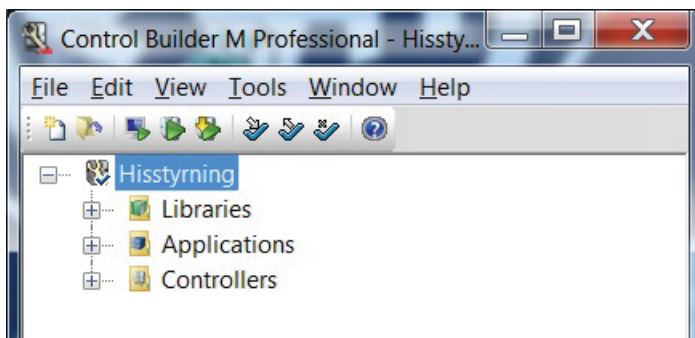 Control Builder M Professional - Hissty...
File Edit View Tools Window Help
Hisstyrning
Libraries
Applications
Controllers